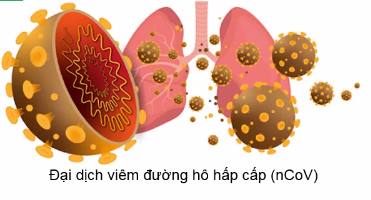 Đại dịch viêm đường hô hấp cấp (nCoV)